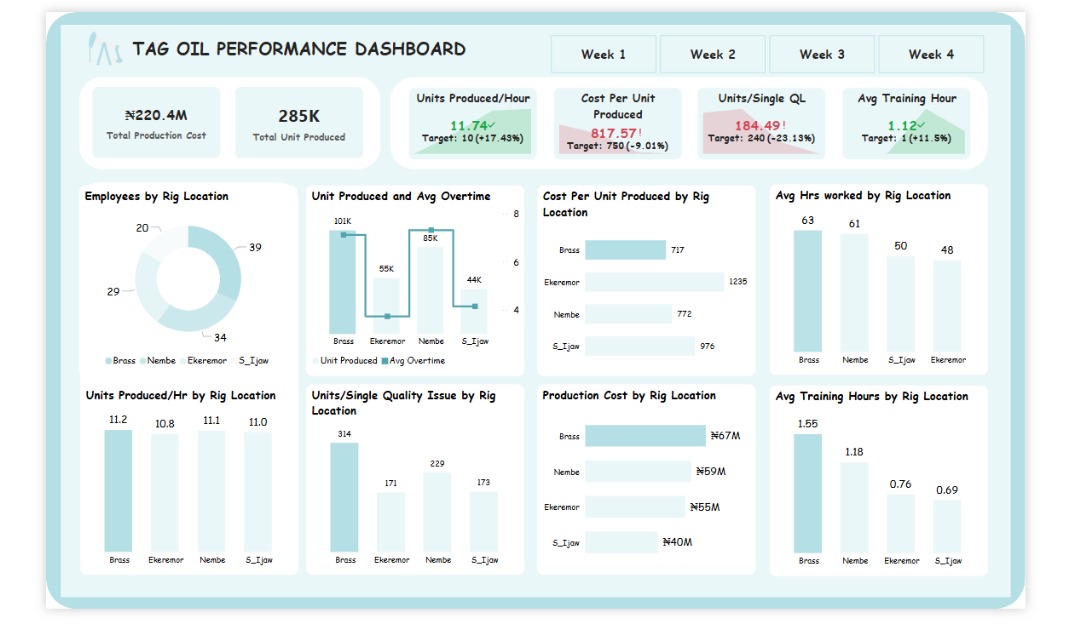 TAG OIL PERFORMANCE DASHBOARD
Week 1
Week 2
Week 3
Week 4
₦220.4M
Total Production Cost
285K
Total Unit Produced
Units Produced/Hour
11.74✓
Target: 10 (+17.43%)
Cost Per Unit
Produced
817.57!
Target: 750 (-9.01%)
Units/Single QL
184.49!
Target: 240 (-23.13%)
Avg Training Hour
1.12✓
Target: 1 (+11.5%)
Employees by Rig Location
20
39
29
34
Brass Nembe Ekeremor S_Ijaw
Unit Produced and Avg Overtime
101K
55K
85K
44K
8
6
4
Brass Ekeremor Nembe S_Ijaw
Unit Produced Avg Overtime
Cost Per Unit Produced by Rig
Location
Brass 717
Ekeremor 1235
Nembe 772
S_Ijaw 976
Avg Hrs worked by Rig Location
63 61 50 48
Brass Nembe S_Ijaw Ekeremor
Units Produced/Hr by Rig Location
11.2 10.8 11.1 11.0
Brass Ekeremor Nembe S_Ijaw
Units/Single Quality Issue by Rig
Location
314 171 229 173
Brass Ekeremor Nembe S_Ijaw
Production Cost by Rig Location
Brass ₦67M
Nembe ₦59M
Ekeremor ₦55M
S_Ijaw ₦40M
Avg Training Hours by Rig Location
1.55 1.18 0.76 0.69
Brass Nembe Ekeremor S_Ijaw